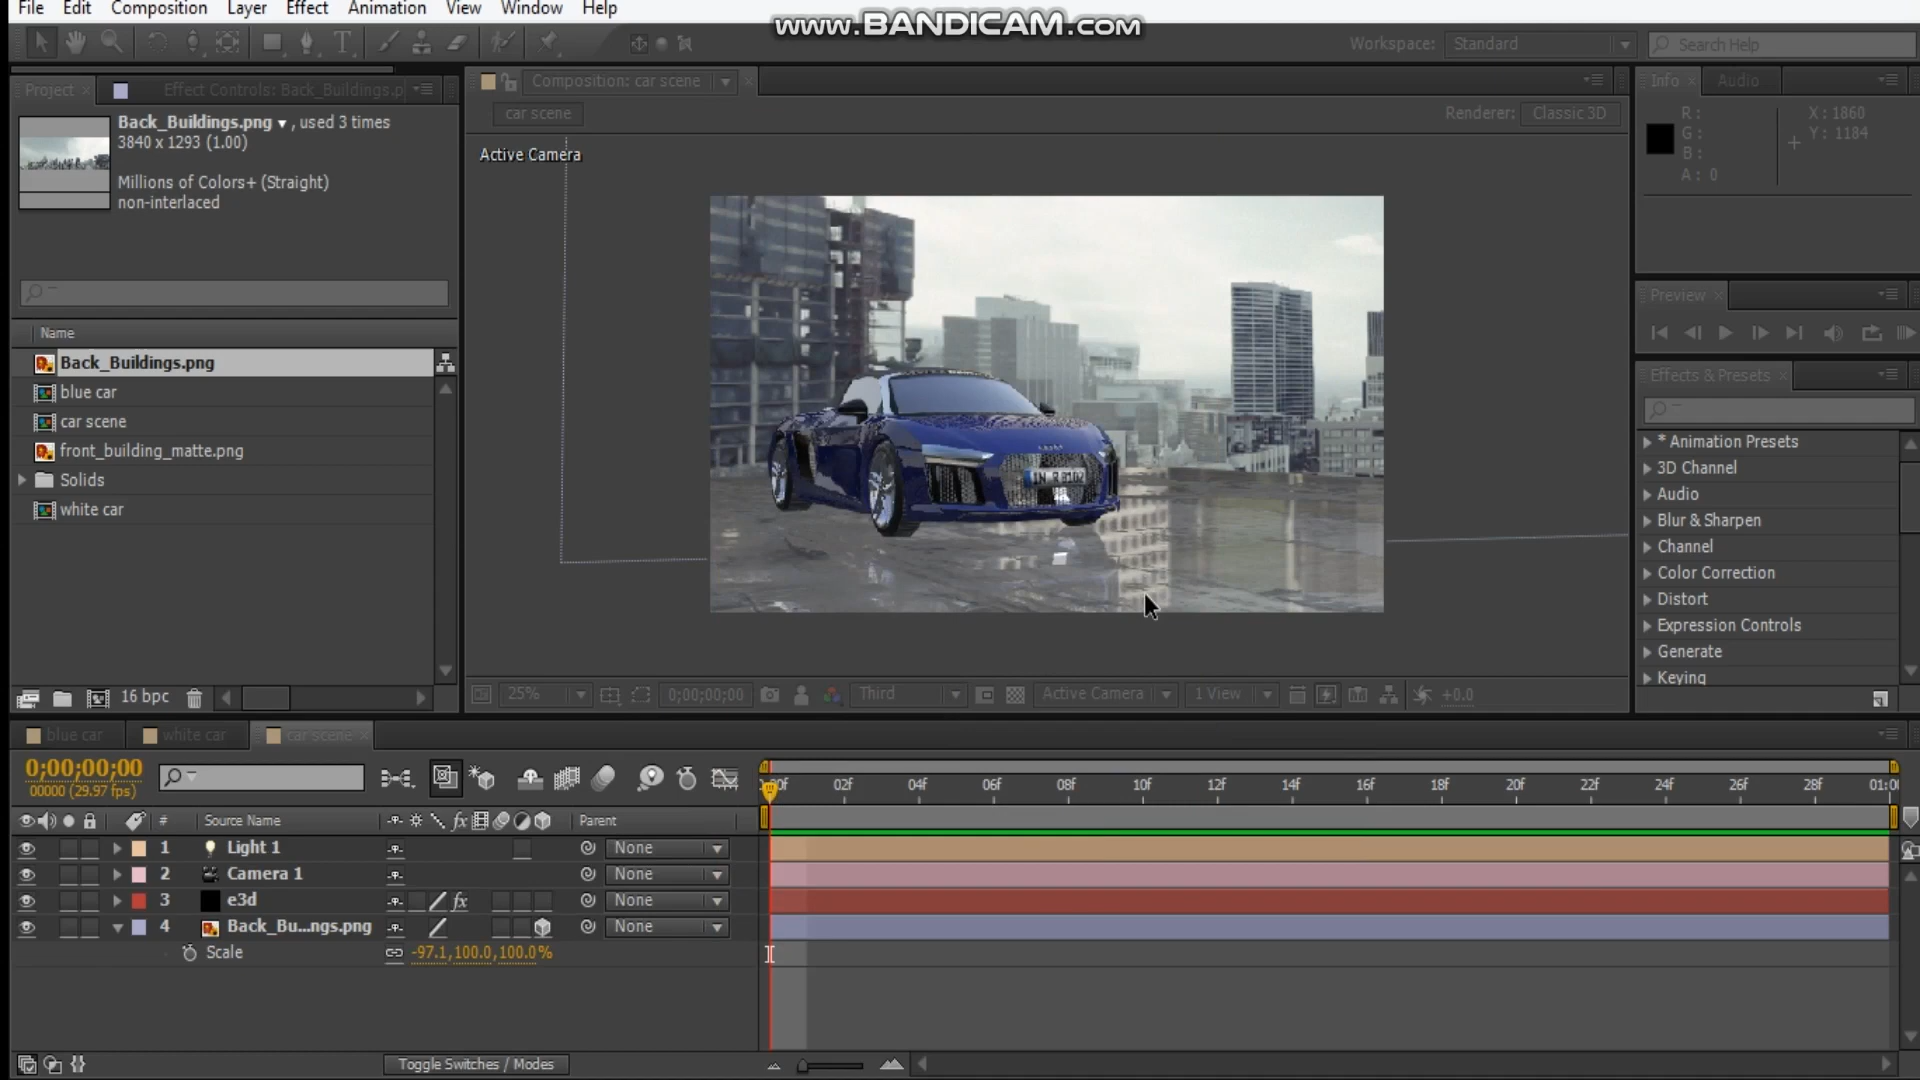 File Edit Composition Layer Effect Animation View Window Help
www.BANDICAM.com
Workspace: Standard Search Help
Project Effect Controls: Back_Buildings.p
Composition: car scene
Info Audio
Back_Buildings.png , used 3 times
3840 x 1293 (1.00)
Millions of Colors+ (Straight)
non-interlaced
car scene
Renderer: Classic 3D
Active Camera
R :
G :
B :
A : 0
X : 1860
Y : 1184
Preview
Name
Back_Buildings.png
blue car
car scene
front_building_matte.png
Solids
white car
Effects & Presets
* Animation Presets
3D Channel
Audio
Blur & Sharpen
Channel
Color Correction
Distort
Expression Controls
Generate
Keying
16 bpc
25% 0;00;00;00 Third Active Camera 1 View +0.0
blue car white car car scene
0;00;00;00
00000 (29.97 fps)
02f 04f 06f 08f 10f 12f 14f 16f 18f 20f 22f 24f 26f 28f
# Source Name fx Parent
1 Light 1 None
2 Camera 1 None
3 e3d fx None
4 Back_Bu...ngs.png None
Scale -97.1,100.0,100.0%
Toggle Switches / Modes